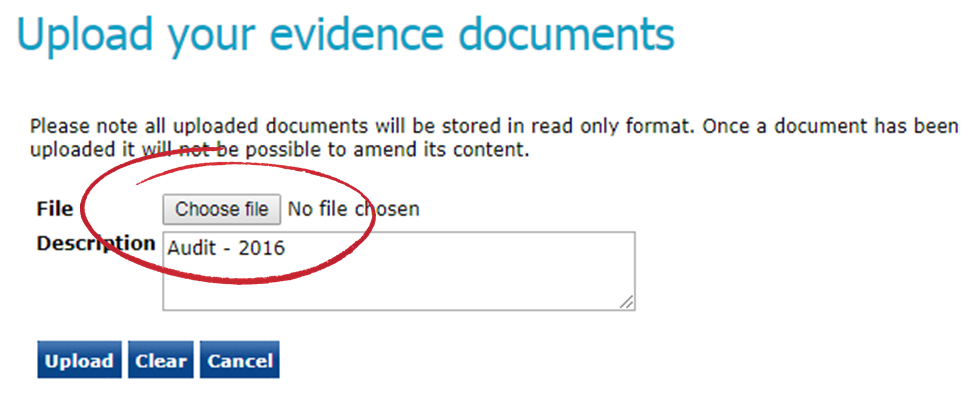 Upload your evidence documents
Please note all uploaded documents will be stored in read only format. Once a document has been
uploaded it will not be possible to amend its content.
File Choose file No file chosen
Description Audit - 2016
Upload Clear Cancel